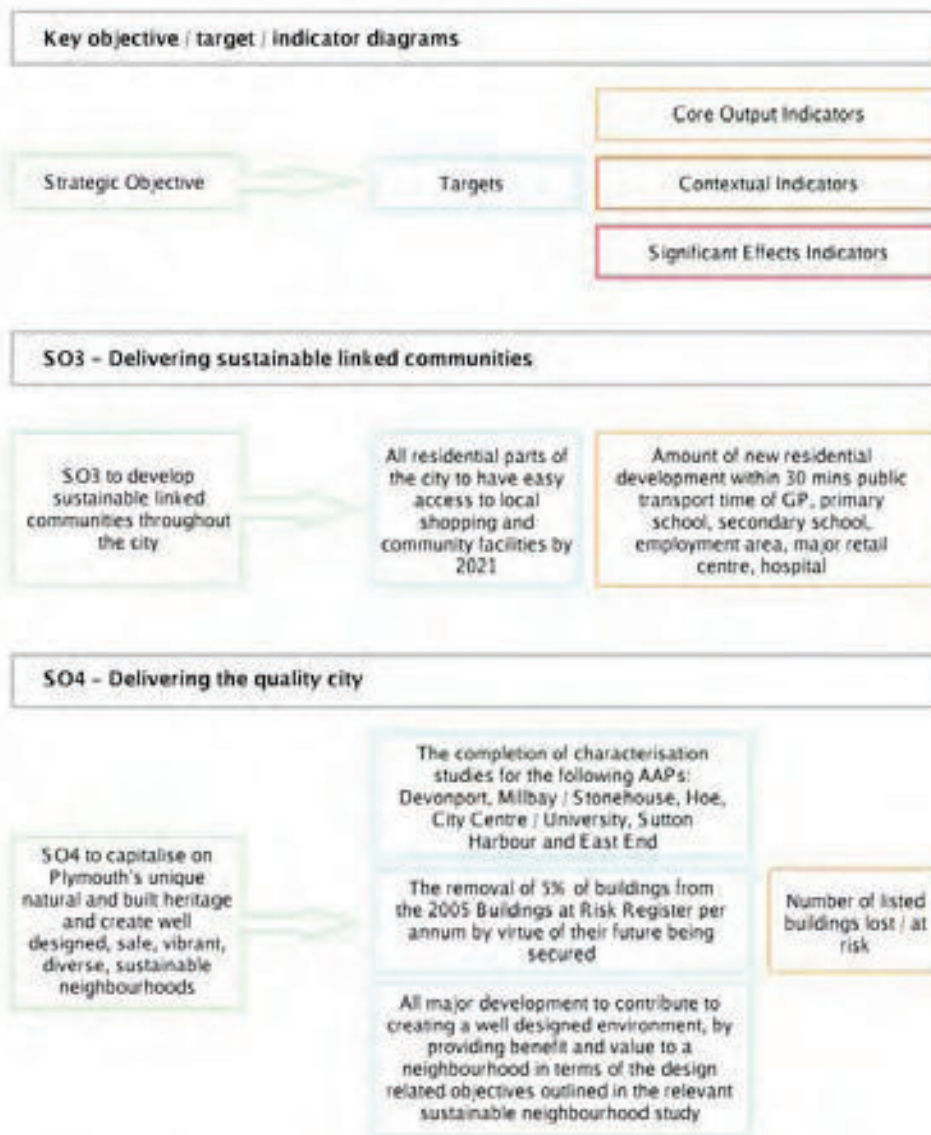 Key objective / target / indicator diagrams
Core Output Indicators
Strategic Objective
Targets
Contextual Indicators
Significant Effects Indicators
SO3 – Delivering sustainable linked communities
SO3 to develop
sustainable linked
communities throughout
the city
All residential parts of
the city to have easy
access to local
shopping and
community facilities by
2021
Amount of new residential
development within 30 mins public
transport time of GP, primary
school, secondary school,
employment area, major retail
centre, hospital
SO4 – Delivering the quality city
SO4 to capitalise on
Plymouth's unique
natural and built heritage
and create well
designed, safe, vibrant,
diverse, sustainable
neighbourhoods
The completion of characterisation
studies for the following AAPs:
Devonport, Millbay / Stonehouse, Hoe,
City Centre / University, Sutton
Harbour and East End
The removal of 5% of buildings from
the 2005 Buildings at Risk Register per
annum by virtue of their future being
secured
All major development to contribute to
creating a well designed environment, by
providing benefit and value to a
neighbourhood in terms of the design
related objectives outlined in the relevant
sustainable neighbourhood study
Number of listed
buildings lost / at
risk